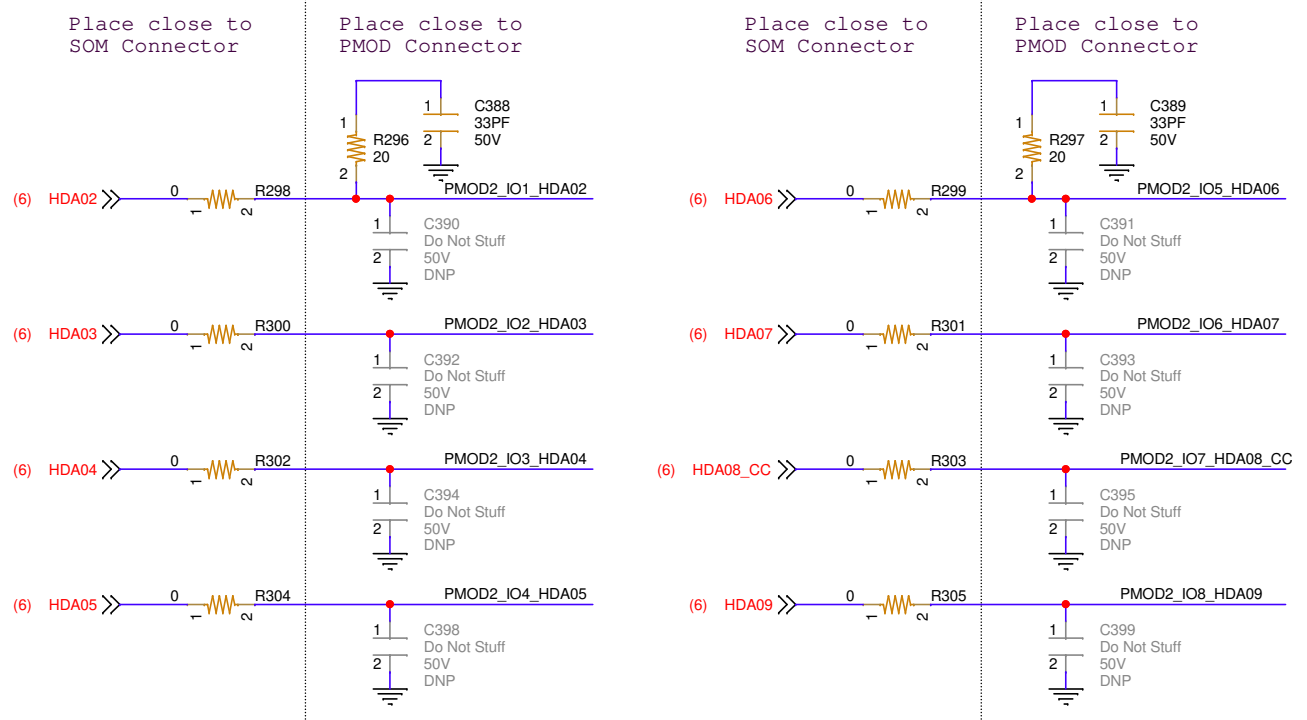 Place close to
SOM Connector
Place close to
PMOD Connector
1
R296
20
2
1
2
C388
33PF
50V
(6) HDA02
0
R298
1
2
PMOD2_IO1_HDA02
1
2
C390
Do Not Stuff
50V
DNP
(6) HDA03
0
R300
1
2
PMOD2_IO2_HDA03
1
2
C392
Do Not Stuff
50V
DNP
(6) HDA04
0
R302
1
2
PMOD2_IO3_HDA04
1
2
C394
Do Not Stuff
50V
DNP
(6) HDA05
0
R304
1
2
PMOD2_IO4_HDA05
1
2
C398
Do Not Stuff
50V
DNP
Place close to
SOM Connector
Place close to
PMOD Connector
1
R297
20
2
1
2
C389
33PF
50V
(6) HDA06
0
R299
1
2
PMOD2_IO5_HDA06
1
2
C391
Do Not Stuff
50V
DNP
(6) HDA07
0
R301
1
2
PMOD2_IO6_HDA07
1
2
C393
Do Not Stuff
50V
DNP
(6) HDA08_CC
0
R303
1
2
PMOD2_IO7_HDA08_CC
1
2
C395
Do Not Stuff
50V
DNP
(6) HDA09
0
R305
1
2
PMOD2_IO8_HDA09
1
2
C399
Do Not Stuff
50V
DNP